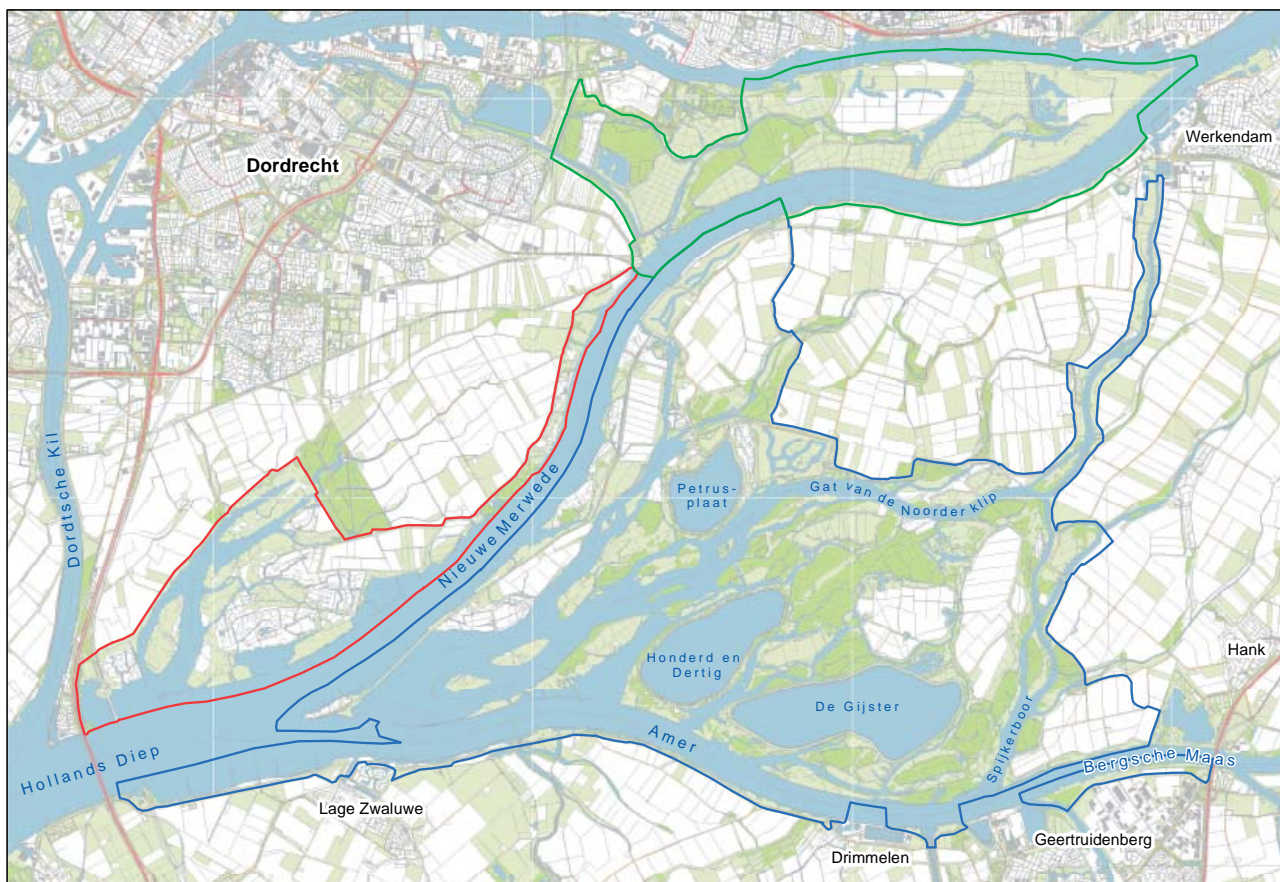 Werkendam
Dordrecht
Dordtsche Kil
Nieuwe Merwede
Petrus-
plaat
Gat van de Noorder klip
Honderd en
Dertig
De Gijster
Hank
Spijkerboor
Amer
Bergsche Maas
Hollands Diep
Lage Zwaluwe
Geertruidenberg
Drimmelen